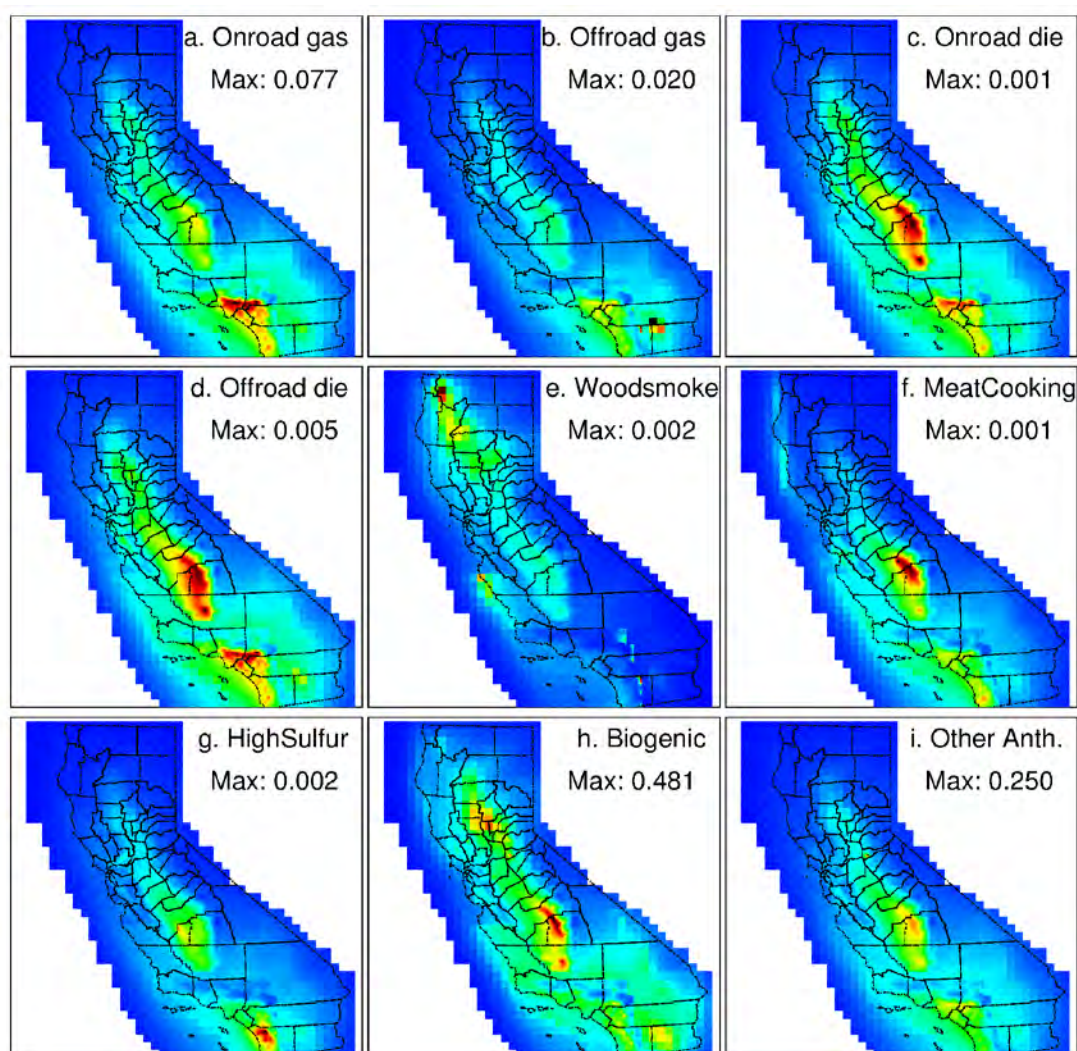 a. Onroad gas
Max: 0.077
b. Offroad gas
Max: 0.020
c. Onroad die
Max: 0.001
d. Offroad die
Max: 0.005
e. Woodsmoke
Max: 0.002
f. MeatCooking
Max: 0.001
g. HighSulfur
Max: 0.002
h. Biogenic
Max: 0.481
i. Other Anth.
Max: 0.250